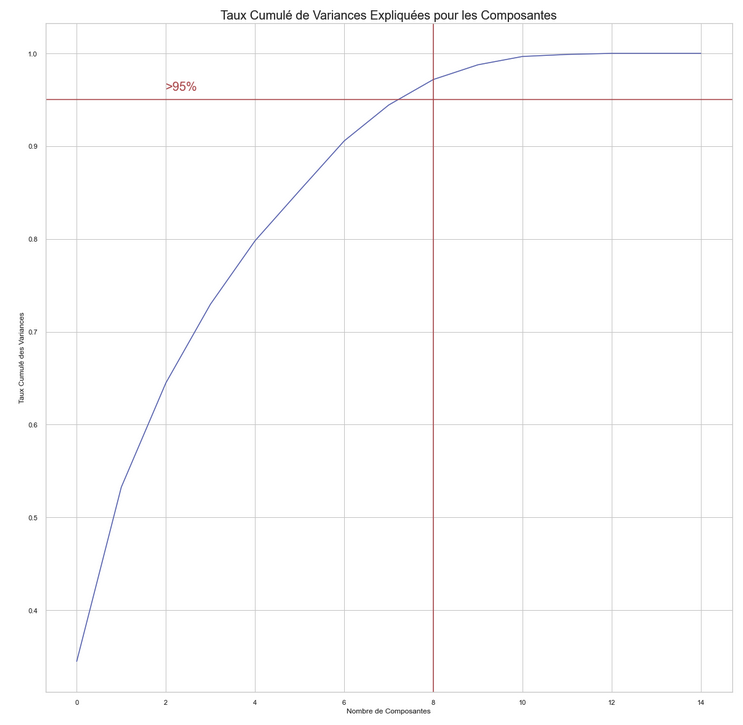 Taux Cumulé de Variances Expliquées pour les Composantes
1.0
>95%
0.9
0.8
0.7
Taux Cumulé des Variances
0.6
0.5
0.4
0 2 4 6 8 10 12 14
Nombre de Composantes